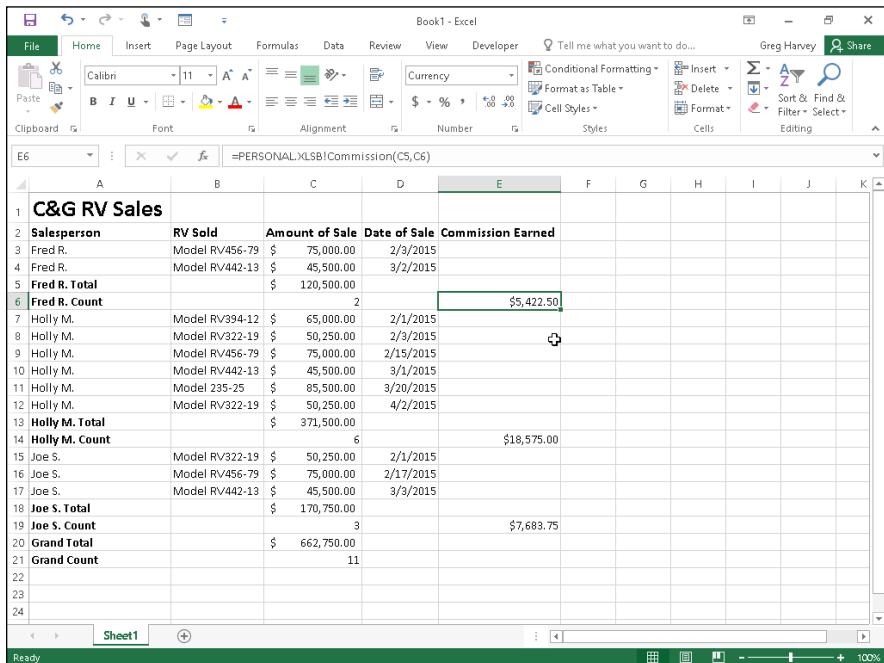 Book1 - Excel
File Home Insert Page Layout Formulas Data Review View Developer Tell me what you want to do... Greg Harvey Share
Paste
Calibri 11 A A
B I U A
Currency
$ % , .00 .00
Conditional Formatting
Format as Table
Cell Styles
Insert
Delete
Format
Σ
A Z
Sort & Filter
Find & Select
Clipboard Font Alignment Number Styles Cells Editing
E6 fx =PERSONAL.XLSB!Commission(C5,C6)
A B C D E F G H I J K
1 C&G RV Sales
2 Salesperson RV Sold Amount of Sale Date of Sale Commission Earned
3 Fred R. Model RV456-79 $ 75,000.00 2/3/2015
4 Fred R. Model RV442-13 $ 45,500.00 3/2/2015
5 Fred R. Total $ 120,500.00
6 Fred R. Count 2 $5,422.50
7 Holly M. Model RV394-12 $ 65,000.00 2/1/2015
8 Holly M. Model RV322-19 $ 50,250.00 2/3/2015
9 Holly M. Model RV456-79 $ 75,000.00 2/15/2015
10 Holly M. Model RV442-13 $ 45,500.00 3/1/2015
11 Holly M. Model 235-25 $ 85,500.00 3/20/2015
12 Holly M. Model RV322-19 $ 50,250.00 4/2/2015
13 Holly M. Total $ 371,500.00
14 Holly M. Count 6 $18,575.00
15 Joe S. Model RV322-19 $ 50,250.00 2/1/2015
16 Joe S. Model RV456-79 $ 75,000.00 2/17/2015
17 Joe S. Model RV442-13 $ 45,500.00 3/3/2015
18 Joe S. Total $ 170,750.00
19 Joe S. Count 3 $7,683.75
20 Grand Total $ 662,750.00
21 Grand Count 11
22
23
24
Sheet1
Ready 100%